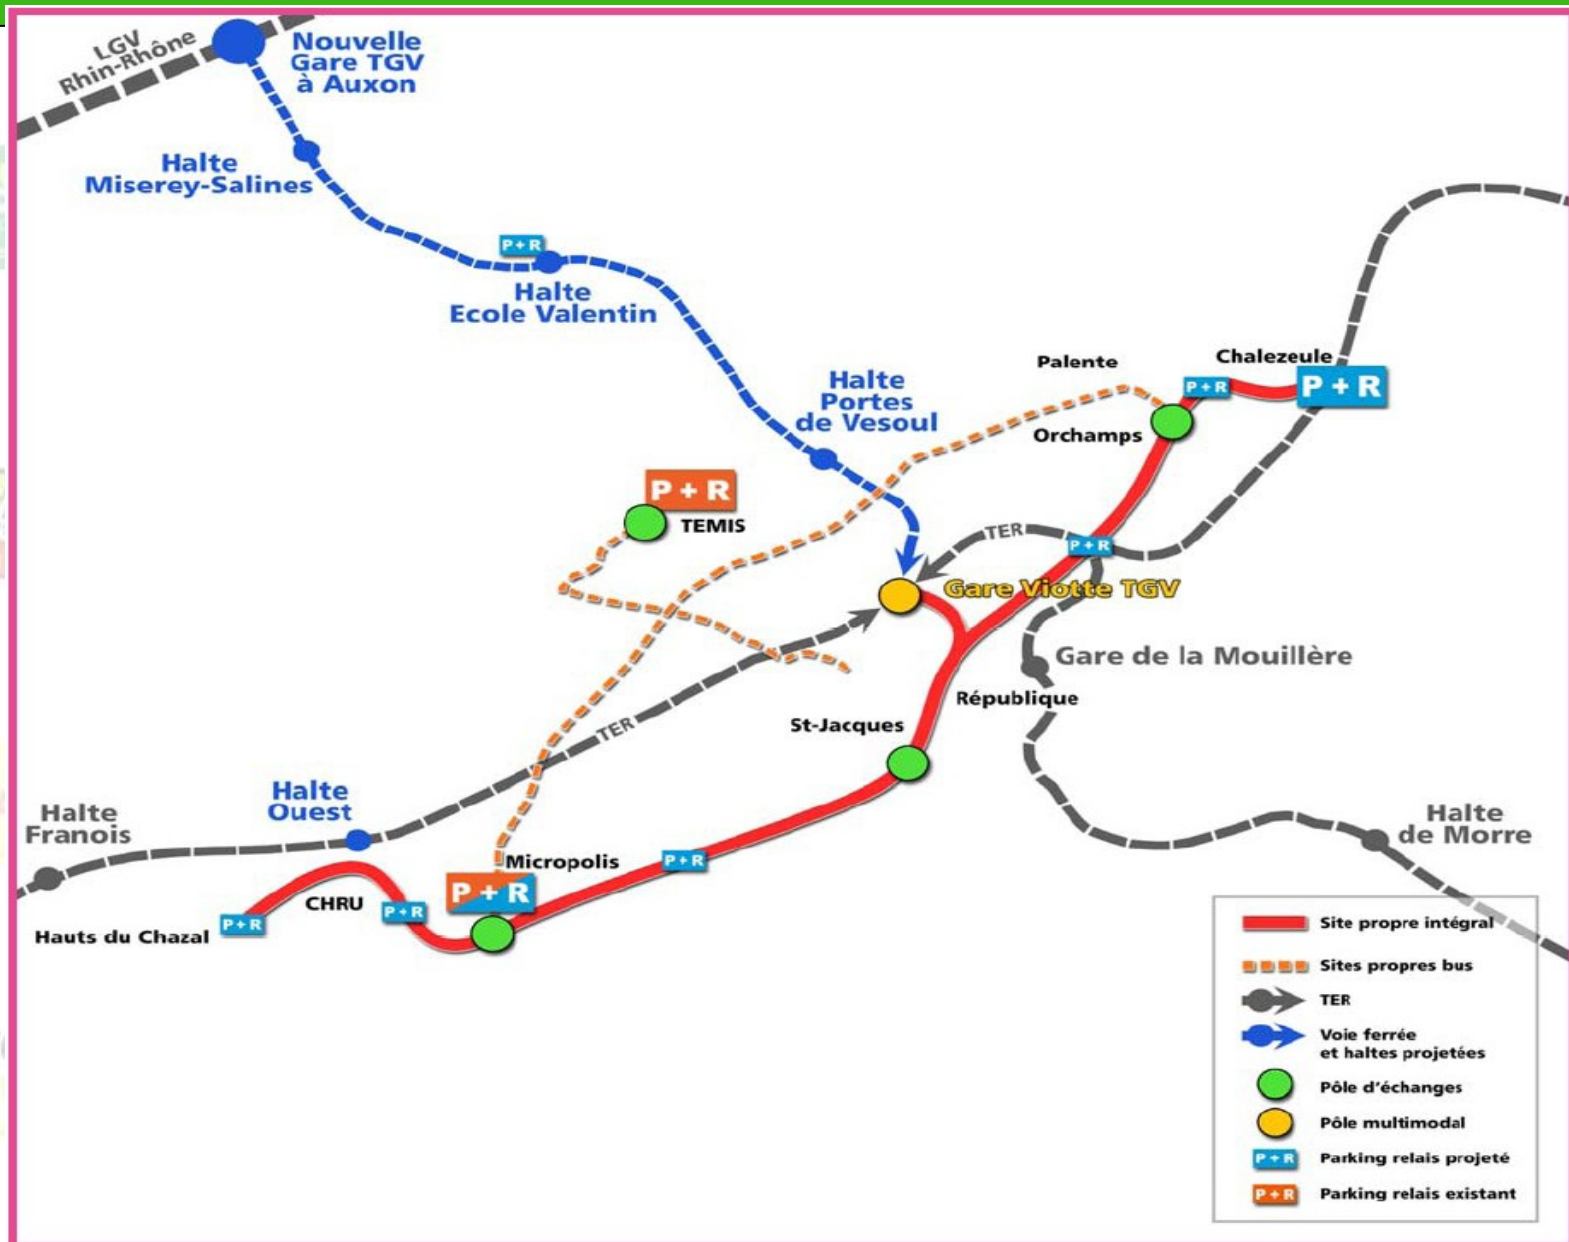 LGV
Rhin-Rhône
Nouvelle
Gare TGV
à Auxon
Halte
Miserey-Salines
P+R
Halte
Ecole Valentin
Halte
Portes
de Vesoul
Palente
Chalezeule
P+R
P + R
Orchamps
P + R
TEMIS
TER
P+R
Gare Viotte TGV
Gare de la Mouillère
République
St-Jacques
TER
Halte
Ouest
Halte
Franois
Halte
de Morre
Micropolis
P+R
P + R
CHRU
P+R
P+R
Hauts du Chazal
Site propre intégral
Sites propres bus
TER
Voie ferrée
et haltes projetées
Pôle d'échanges
Pôle multimodal
P+R Parking relais projeté
P+R Parking relais existant